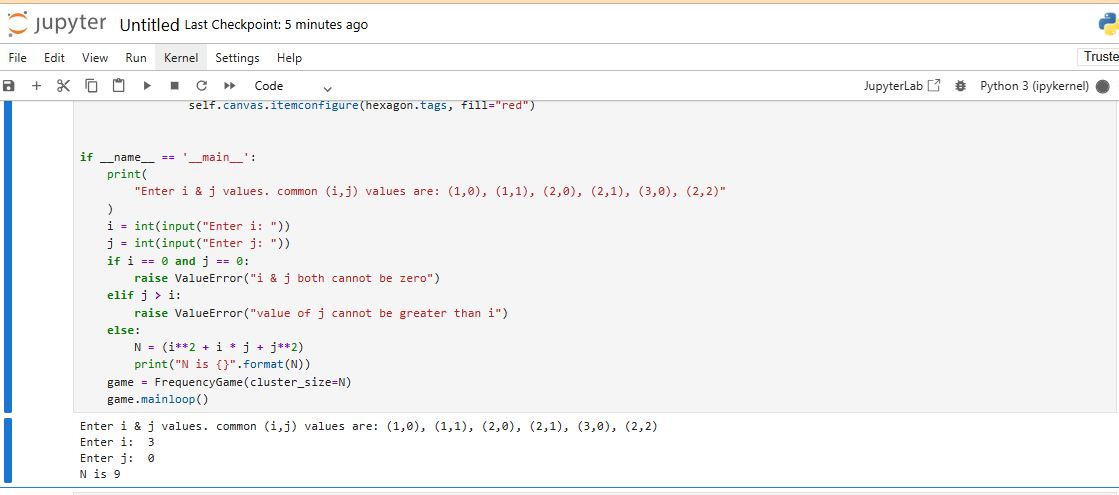 jupyter Untitled Last Checkpoint: 5 minutes ago
File Edit View Run Kernel Settings Help
Truste
Code JupyterLab Python 3 (ipykernel)
self.canvas.itemconfigure(hexagon.tags, fill="red")
if __name__ == '__main__':
print(
"Enter i & j values. common (i,j) values are: (1,0), (1,1), (2,0), (2,1), (3,0), (2,2)"
)
i = int(input("Enter i: "))
j = int(input("Enter j: "))
if i == 0 and j == 0:
raise ValueError("i & j both cannot be zero")
elif j > i:
raise ValueError("value of j cannot be greater than i")
else:
N = (i**2 + i * j + j**2)
print("N is {}".format(N))
game = FrequencyGame(cluster_size=N)
game.mainloop()
Enter i & j values. common (i,j) values are: (1,0), (1,1), (2,0), (2,1), (3,0), (2,2)
Enter i: 3
Enter j: 0
N is 9